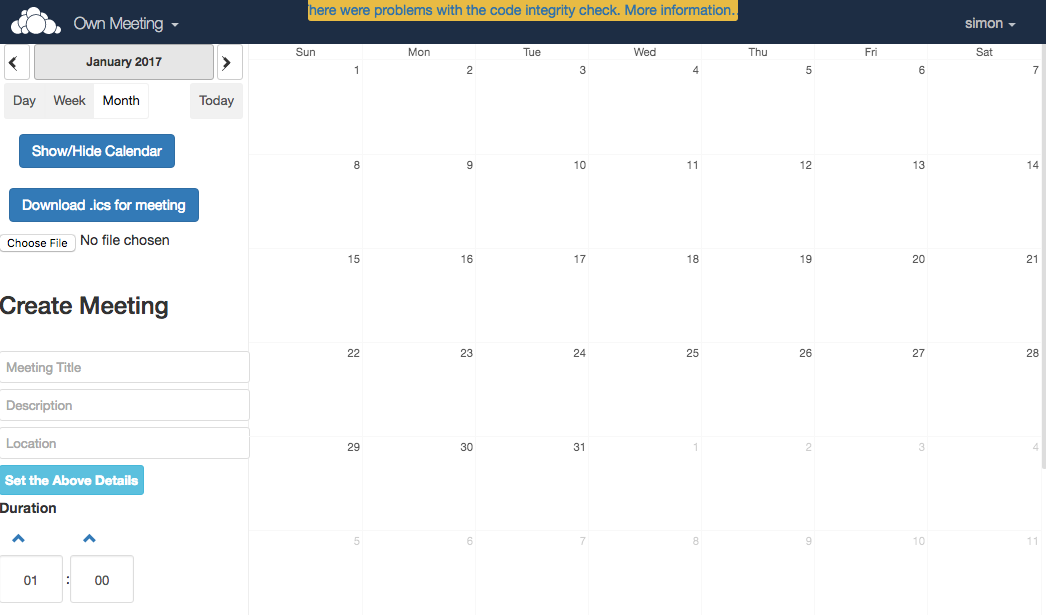 Own Meeting
here were problems with the code integrity check. More information...
simon
January 2017
Day Week Month Today
Show/Hide Calendar
Download .ics for meeting
Choose File No file chosen
Create Meeting
Meeting Title
Description
Location
Set the Above Details
Duration
01 : 00
Sun Mon Tue Wed Thu Fri Sat
1 2 3 4 5 6 7
8 9 10 11 12 13 14
15 16 17 18 19 20 21
22 23 24 25 26 27 28
29 30 31 1 2 3 4
5 6 7 8 9 10 11